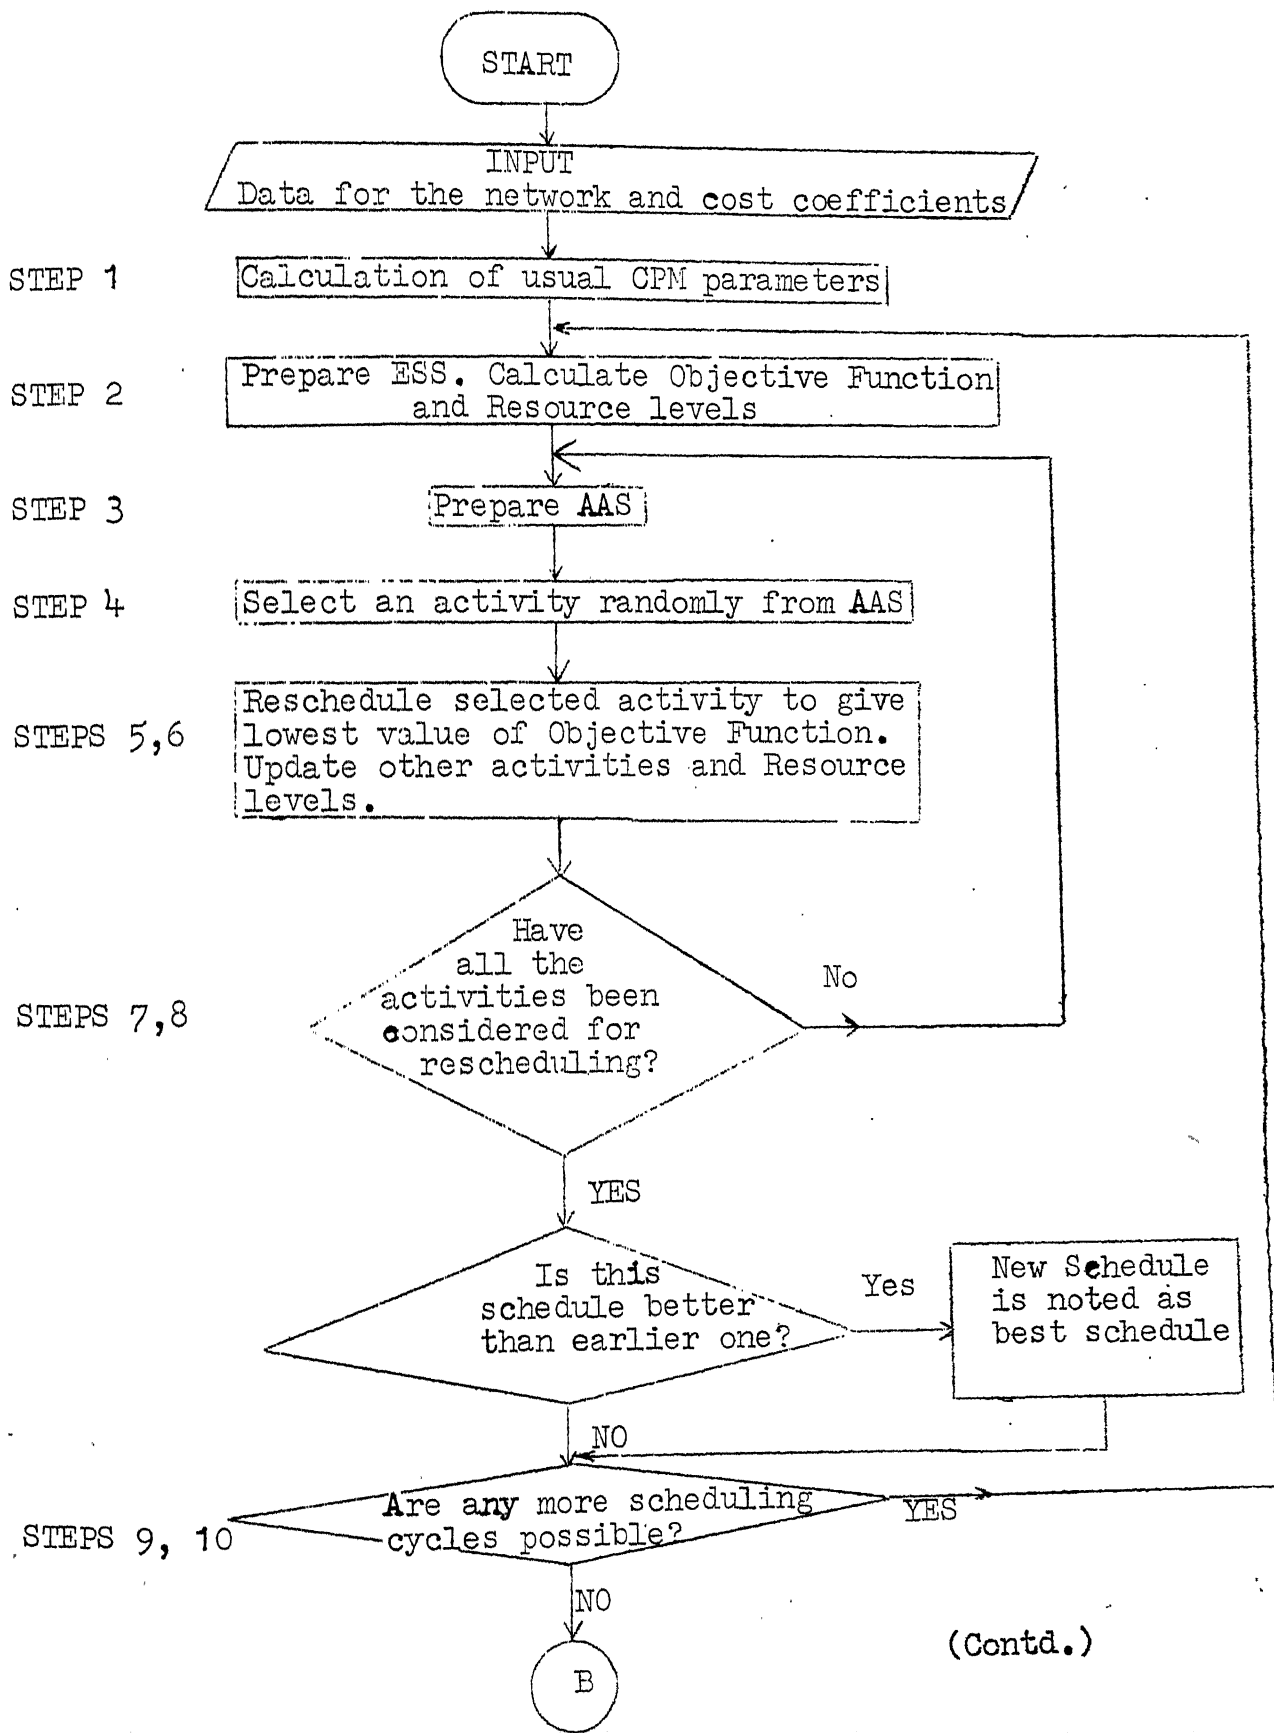 START
INPUT
Data for the network and cost coefficients
STEP 1
Calculation of usual CPM parameters
STEP 2
Prepare ESS. Calculate Objective Function
and Resource levels
STEP 3
Prepare AAS
STEP 4
Select an activity randomly from AAS
STEPS 5,6
Reschedule selected activity to give
lowest value of Objective Function.
Update other activities and Resource
levels.
STEPS 7,8
Have
all the
activities been
considered for
rescheduling?
No
YES
Is this
schedule better
than earlier one?
Yes
New Schedule
is noted as
best schedule
NO
STEPS 9, 10
Are any more scheduling
cycles possible?
YES
NO
(Contd.)
B